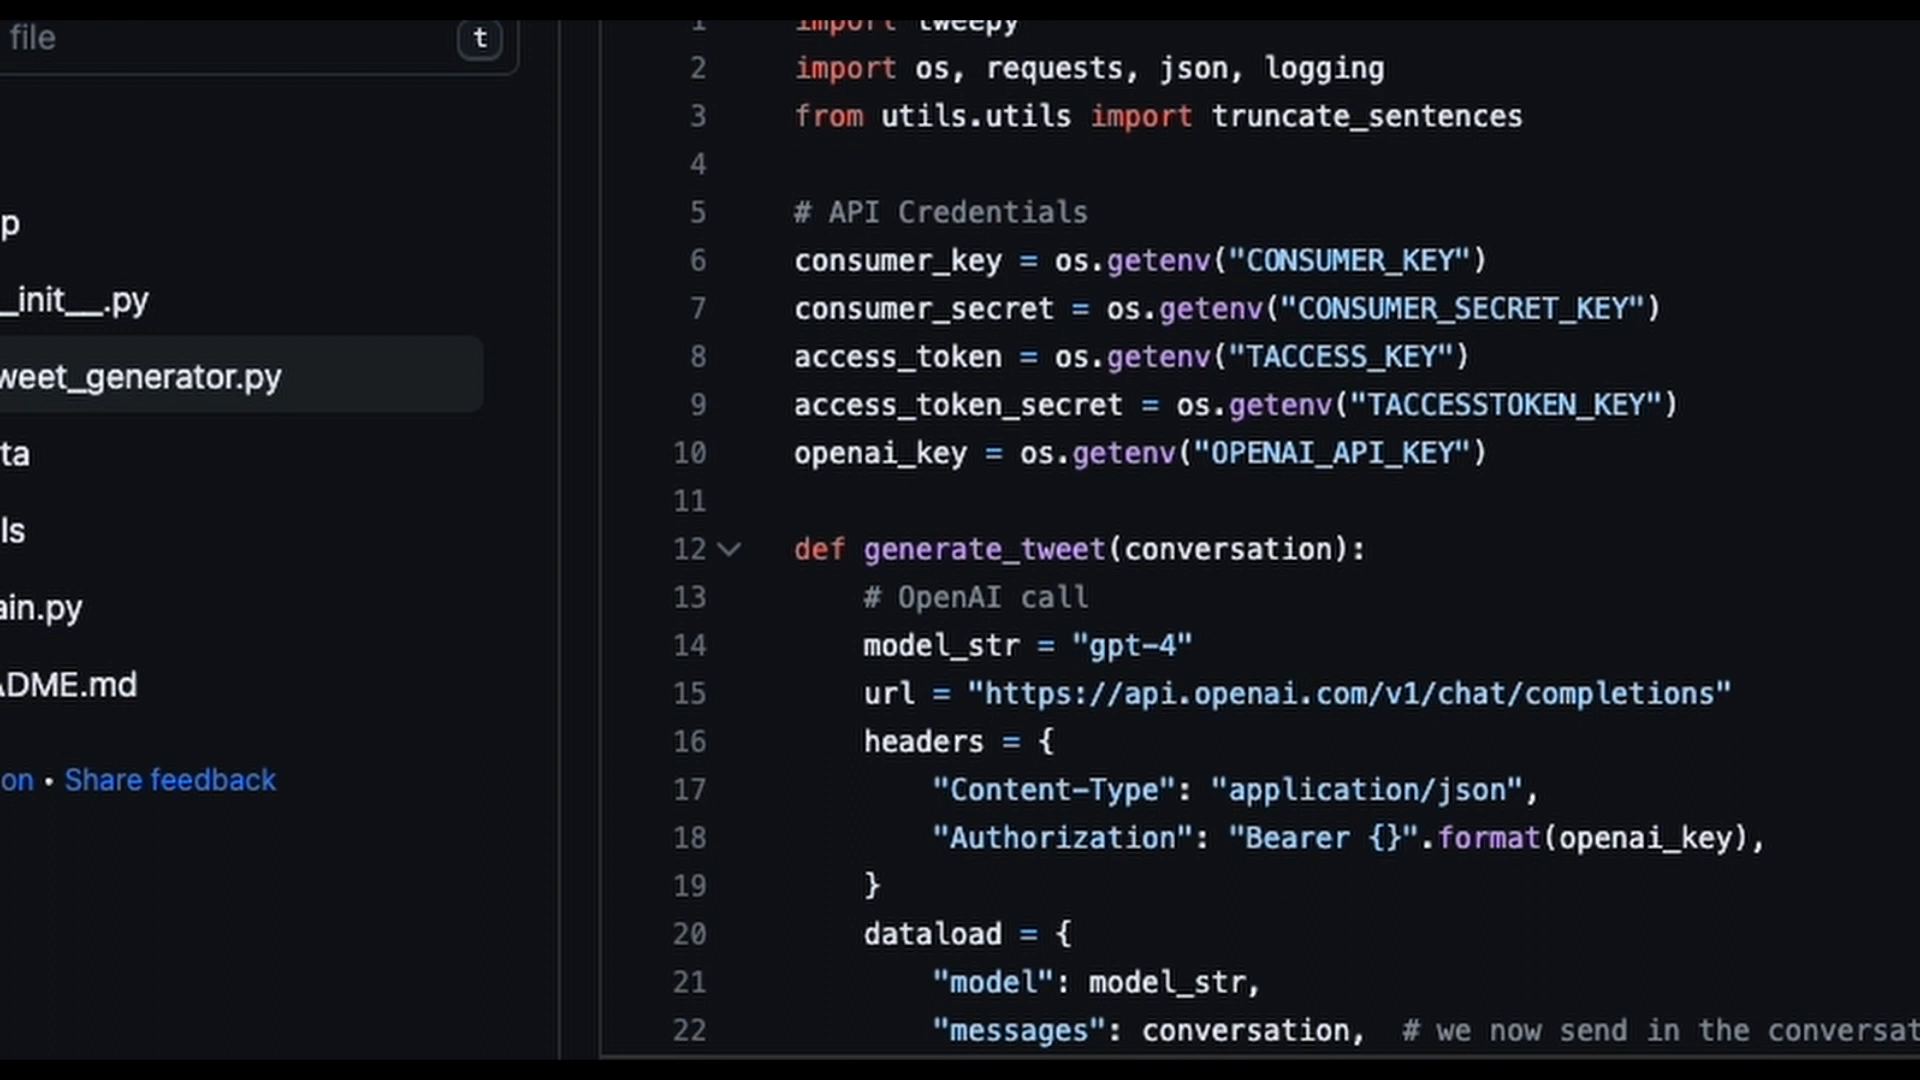 file
t
p
_init__.py
weet_generator.py
ta
ls
ain.py
ADME.md
on • Share feedback
1 import tweepy
2 import os, requests, json, logging
3 from utils.utils import truncate_sentences
4
5 # API Credentials
6 consumer_key = os.getenv("CONSUMER_KEY")
7 consumer_secret = os.getenv("CONSUMER_SECRET_KEY")
8 access_token = os.getenv("TACCESS_KEY")
9 access_token_secret = os.getenv("TACCESSTOKEN_KEY")
10 openai_key = os.getenv("OPENAI_API_KEY")
11
12 def generate_tweet(conversation):
13 # OpenAI call
14 model_str = "gpt-4"
15 url = "https://api.openai.com/v1/chat/completions"
16 headers = {
17 "Content-Type": "application/json",
18 "Authorization": "Bearer {}".format(openai_key),
19 }
20 dataload = {
21 "model": model_str,
22 "messages": conversation, # we now send in the conversat